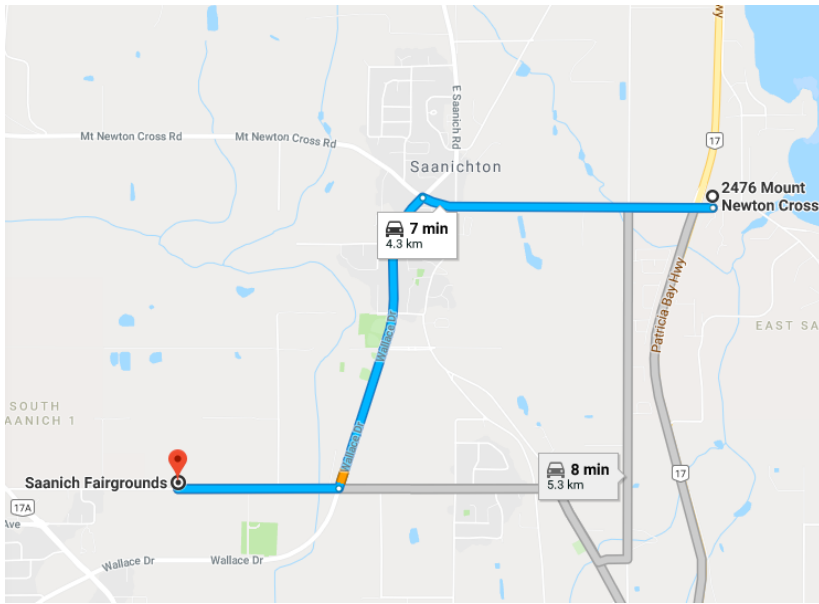 wy
17
E Saanich Rd
Mt Newton Cross Rd
Mt Newton Cross Rd
Saanichton
2476 Mount
Newton Cross
7 min
4.3 km
Wallace Dr
Patricia Bay Hwy
EAST SA
SOUTH
AANICH 1
Wallace Dr
Saanich Fairgrounds
8 min
5.3 km
17
17A
Ave
Wallace Dr
Wallace Dr